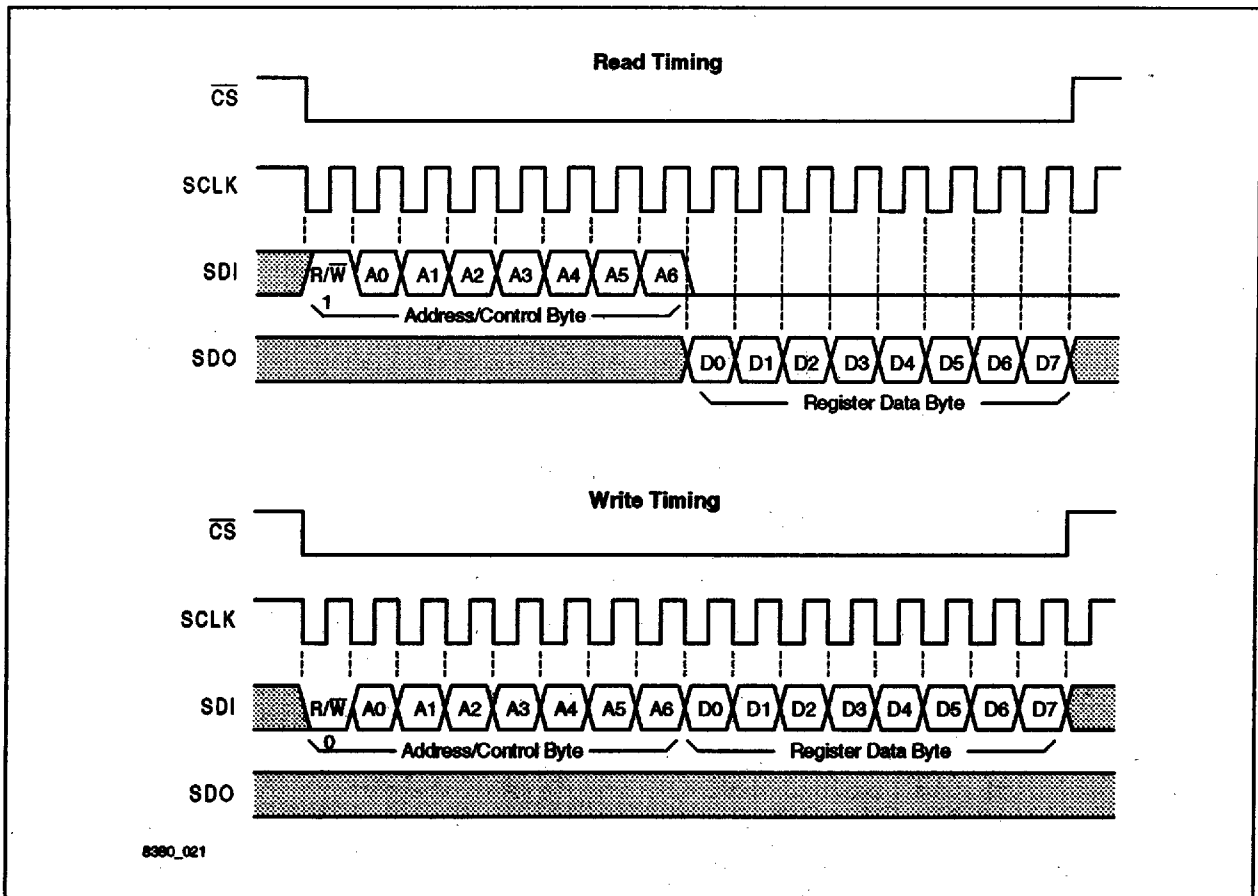 Read Timing
CS
SCLK
SDI R/W A0 A1 A2 A3 A4 A5 A6
1
Address/Control Byte
SDO D0 D1 D2 D3 D4 D5 D6 D7
Register Data Byte
Write Timing
CS
SCLK
SDI R/W A0 A1 A2 A3 A4 A5 A6 D0 D1 D2 D3 D4 D5 D6 D7
0
Address/Control Byte Register Data Byte
SDO
8380_021